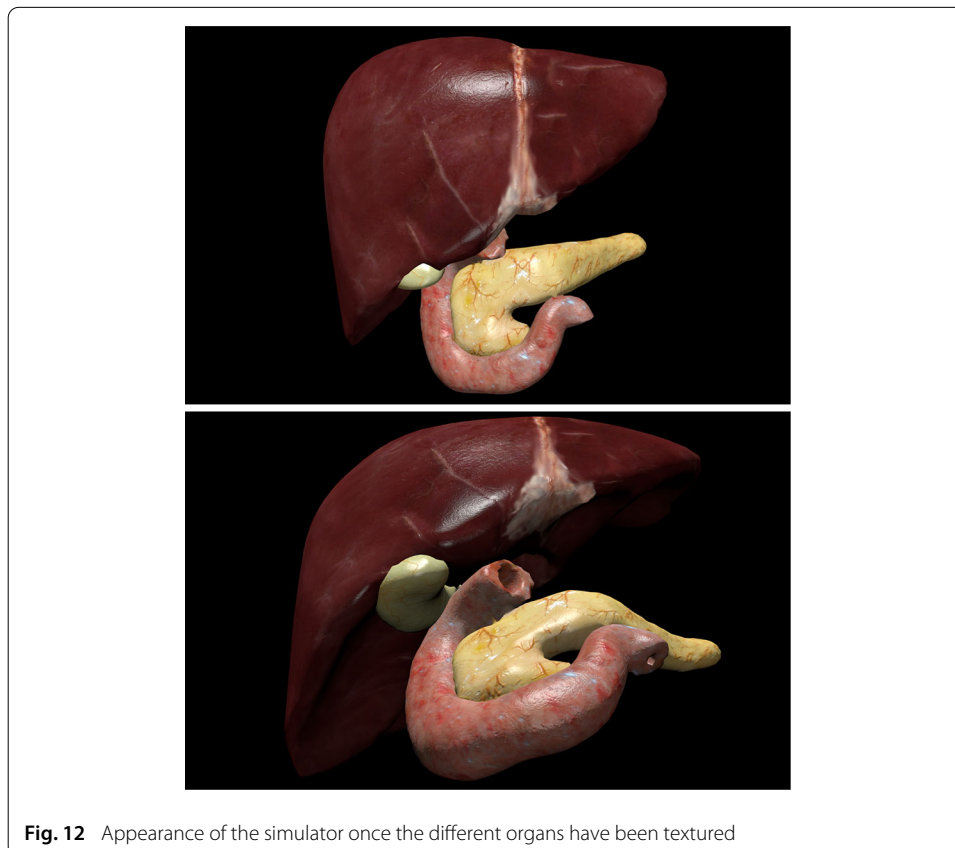 Fig. 12 Appearance of the simulator once the different organs have been textured